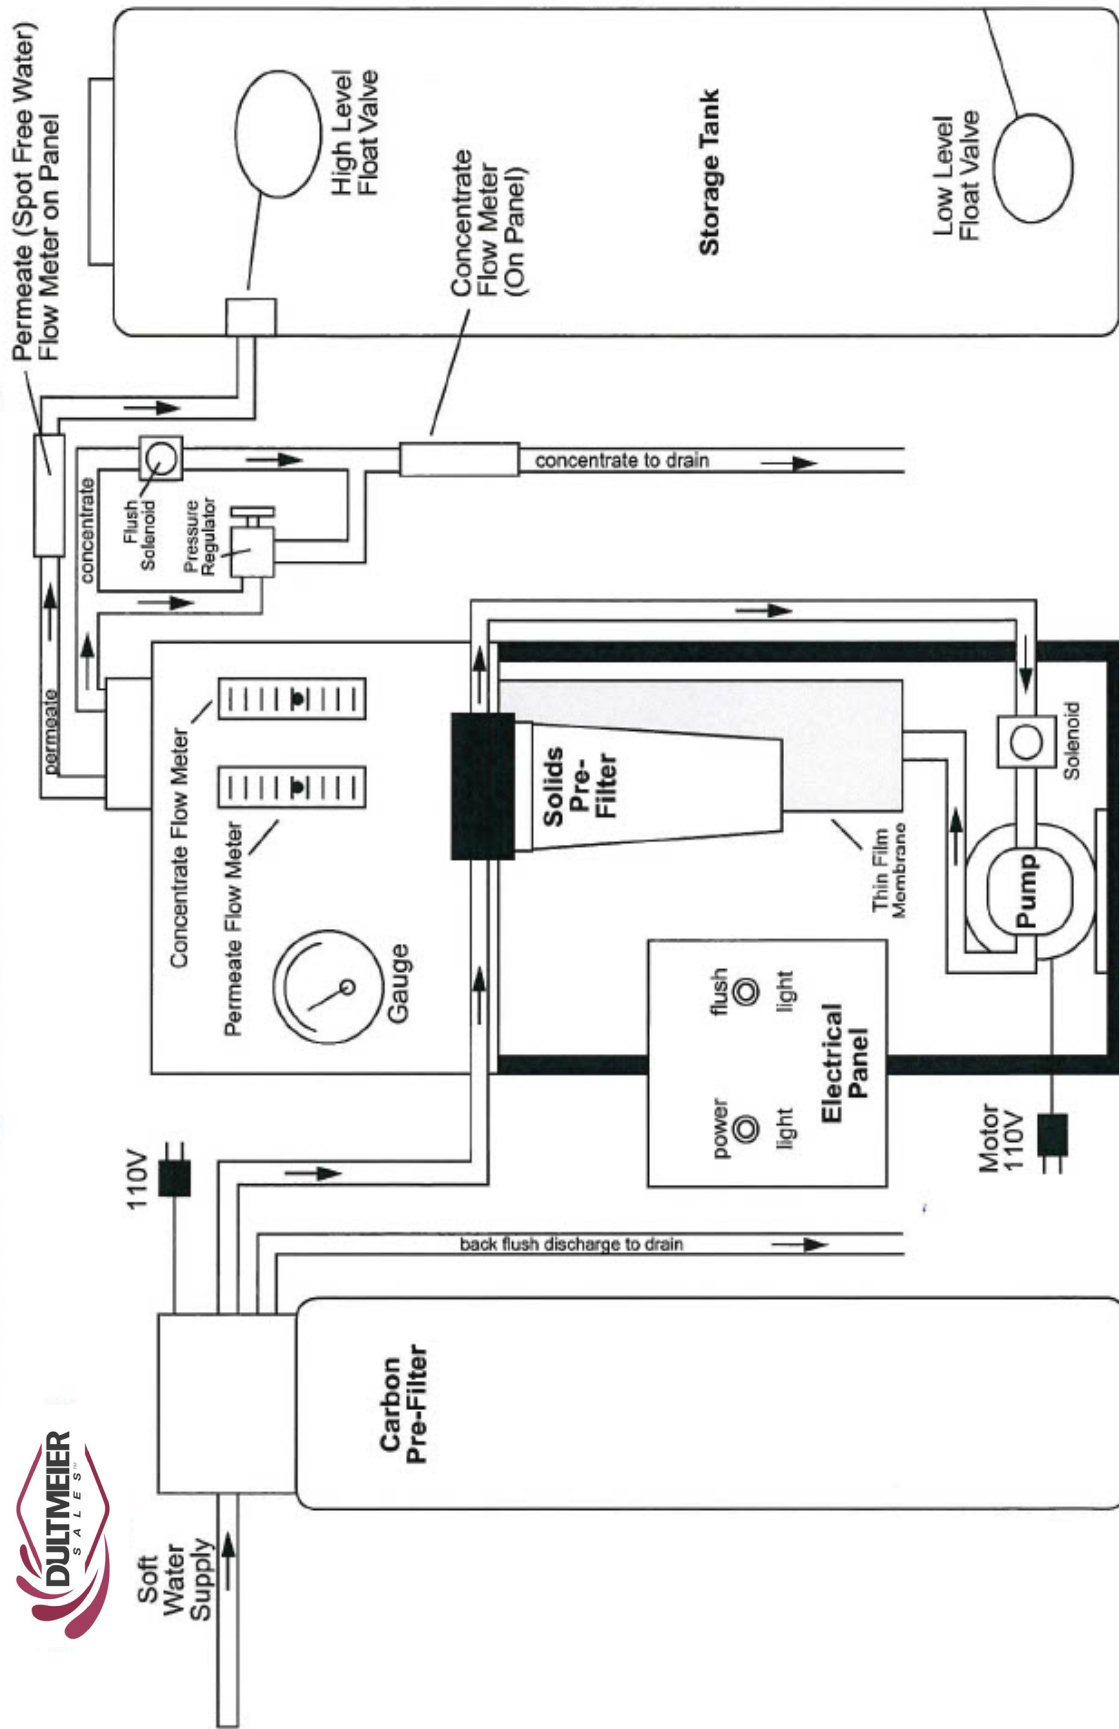 DULTMEIER
SALES™
Soft
Water
Supply
110V
Carbon
Pre-Filter
back flush discharge to drain
Concentrate Flow Meter
Permeate Flow Meter
Gauge
Solids
Pre-
Filter
Thin Film
Membrane
power
light
flush
light
Electrical
Panel
Motor
110V
Pump
Solenoid
permeate
concentrate
Flush
Solenoid
Pressure
Regulator
Permeate (Spot Free Water)
Flow Meter on Panel
Concentrate
Flow Meter
(On Panel)
concentrate to drain
High Level
Float Valve
Storage Tank
Low Level
Float Valve